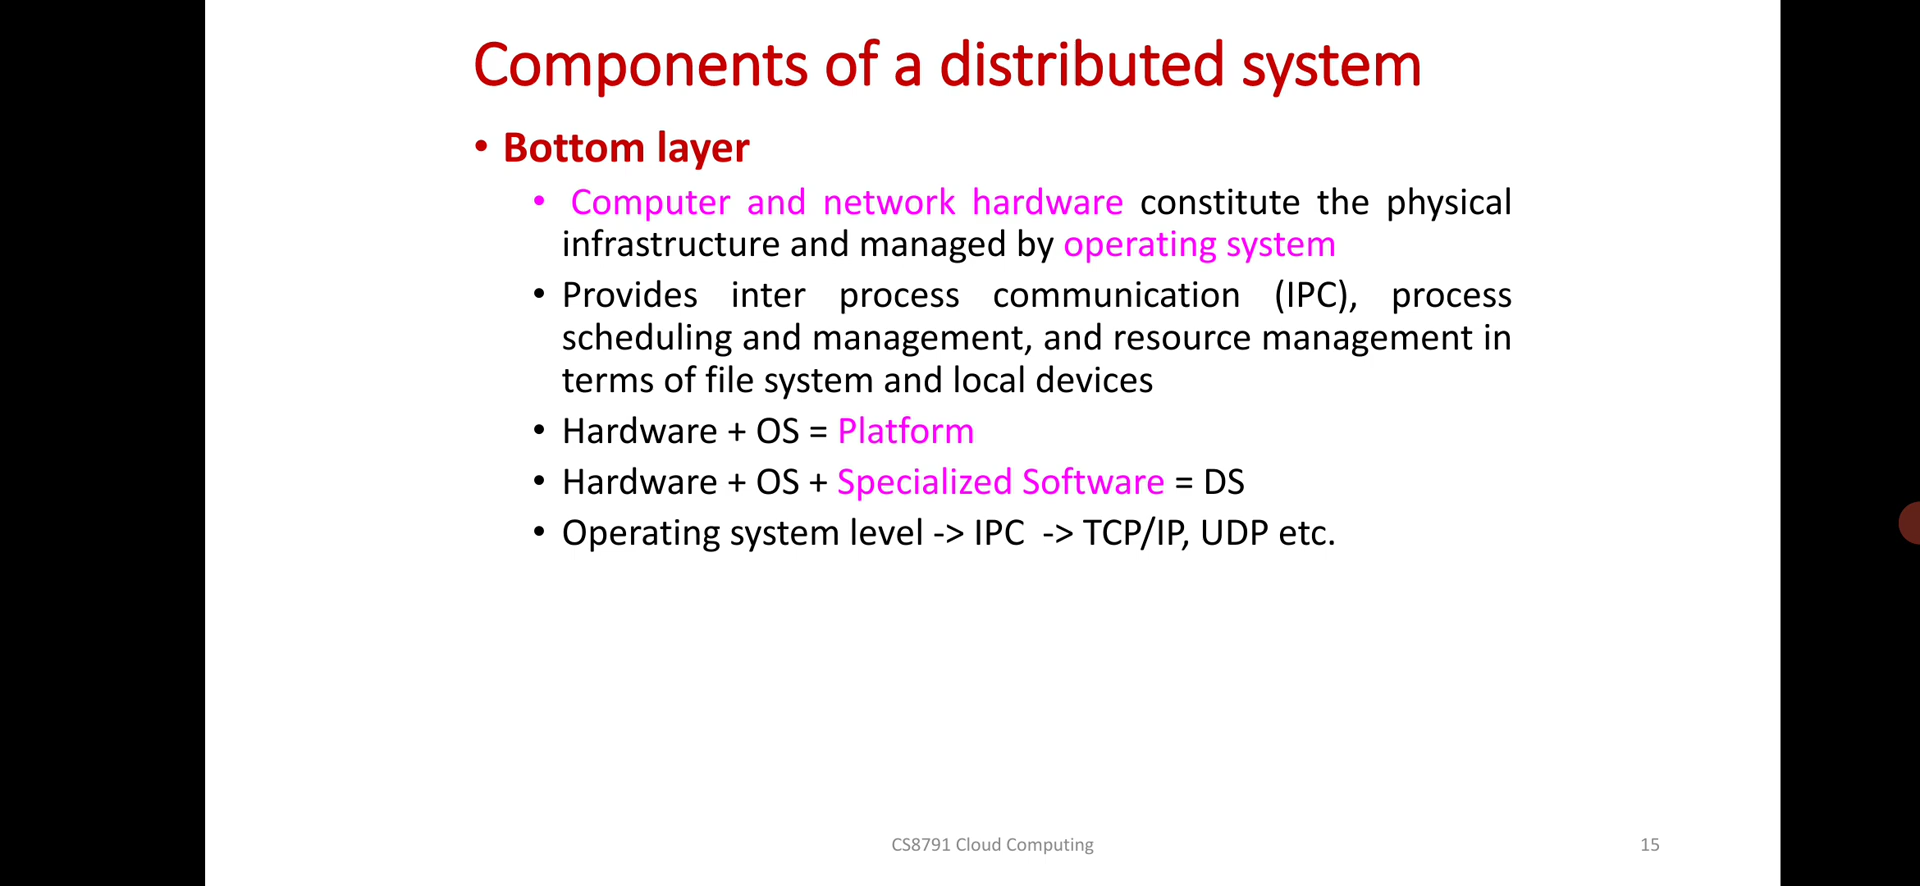 Components of a distributed system
• Bottom layer
• Computer and network hardware constitute the physical
infrastructure and managed by operating system
• Provides inter process communication (IPC), process
scheduling and management, and resource management in
terms of file system and local devices
• Hardware + OS = Platform
• Hardware + OS + Specialized Software = DS
• Operating system level -> IPC -> TCP/IP, UDP etc.
CS8791 Cloud Computing
15